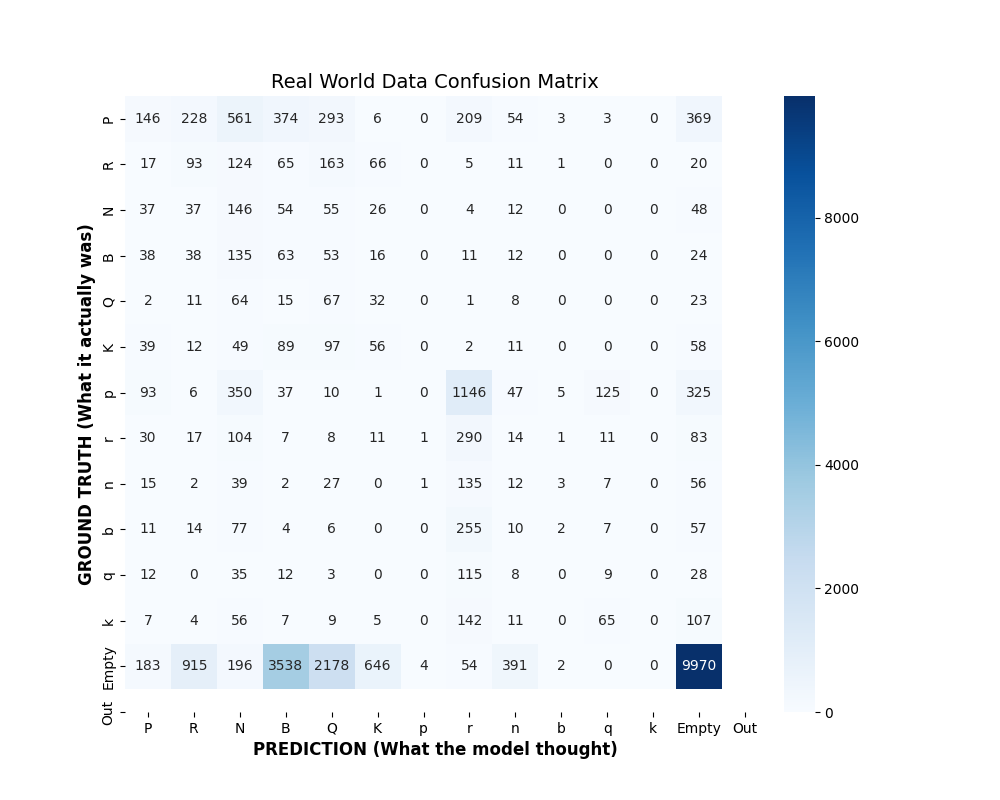 Real World Data Confusion Matrix
GROUND TRUTH (What it actually was)
P 146 228 561 374 293 6 0 209 54 3 3 0 369
R 17 93 124 65 163 66 0 5 11 1 0 0 20
N 37 37 146 54 55 26 0 4 12 0 0 0 48
B 38 38 135 63 53 16 0 11 12 0 0 0 24
Q 2 11 64 15 67 32 0 1 8 0 0 0 23
K 39 12 49 89 97 56 0 2 11 0 0 0 58
p 93 6 350 37 10 1 0 1146 47 5 125 0 325
r 30 17 104 7 8 11 1 290 14 1 11 0 83
n 15 2 39 2 27 0 1 135 12 3 7 0 56
b 11 14 77 4 6 0 0 255 10 2 7 0 57
q 12 0 35 12 3 0 0 115 8 0 9 0 28
k 7 4 56 7 9 5 0 142 11 0 65 0 107
Empty 183 915 196 3538 2178 646 4 54 391 2 0 0 9970
Out
P R N B Q K p r n b q k Empty Out
PREDICTION (What the model thought)
8000
6000
4000
2000
0